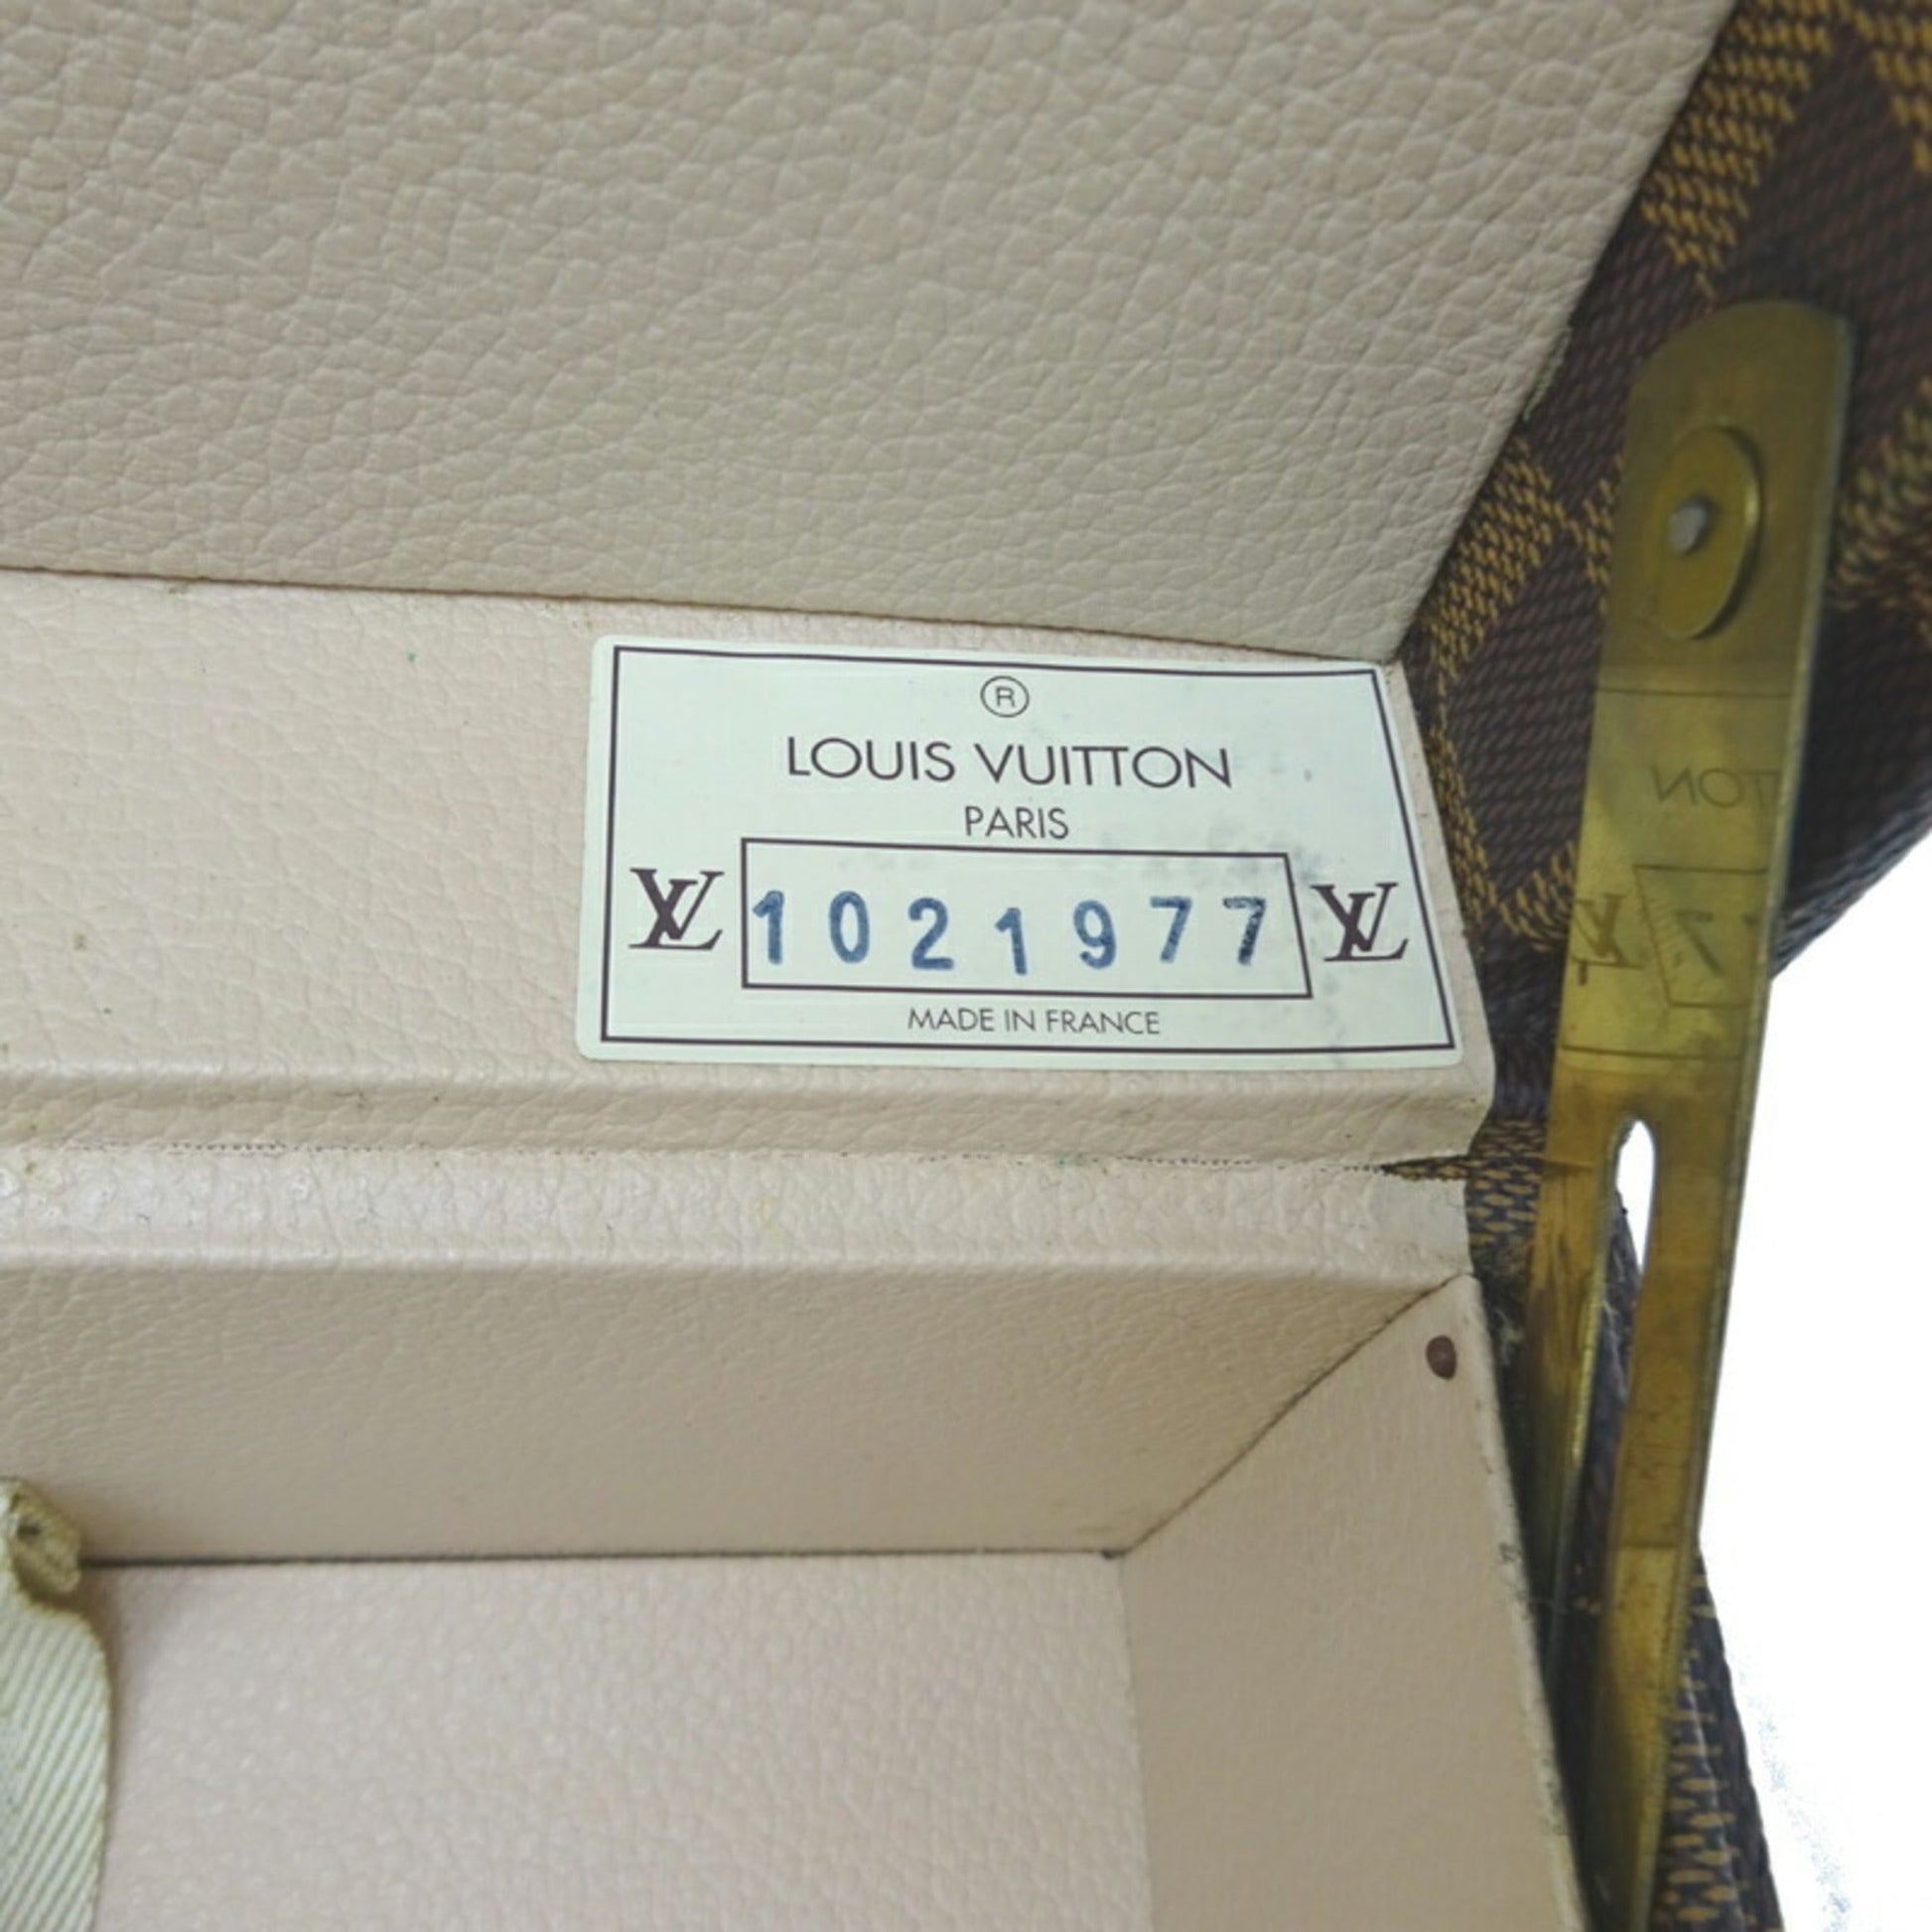 ®
LOUIS VUITTON
PARIS
LV 1021977 LV
MADE IN FRANCE